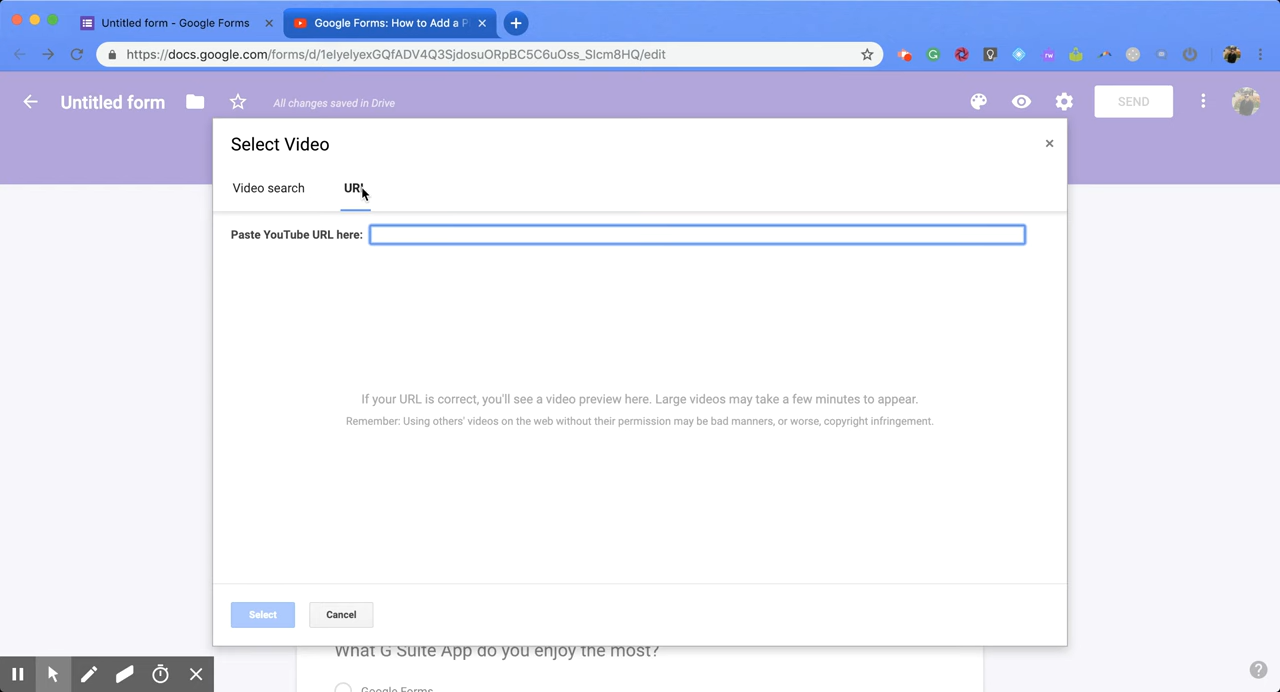 Untitled form - Google Forms
Google Forms: How to Add a P
https://docs.google.com/forms/d/1elyelyexGQfADV4Q3SjdosuORpBC5C6uOss_Slcm8HQ/edit
Untitled form
All changes saved in Drive
SEND
Select Video
Video search
URL
Paste YouTube URL here:
If your URL is correct, you'll see a video preview here. Large videos may take a few minutes to appear.
Remember: Using others' videos on the web without their permission may be bad manners, or worse, copyright infringement.
Select
Cancel
What G Suite App do you enjoy the most?
Google Forms